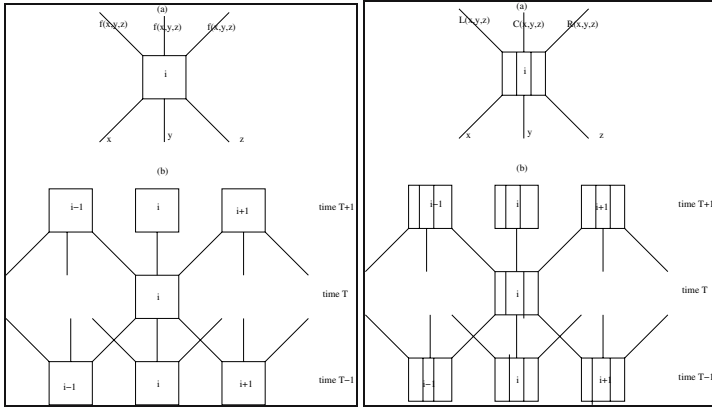 (a)
f(x,y,z) f(x,y,z) f(x,y,z)
i
x y z
(b)
i−1 i i+1 time T+1
i time T
i−1 i i+1 time T−1
(a)
L(x,y,z) C(x,y,z) R(x,y,z)
i
x y z
(b)
i−1 i i+1 time T+1
i time T
i−1 i i+1 time T−1